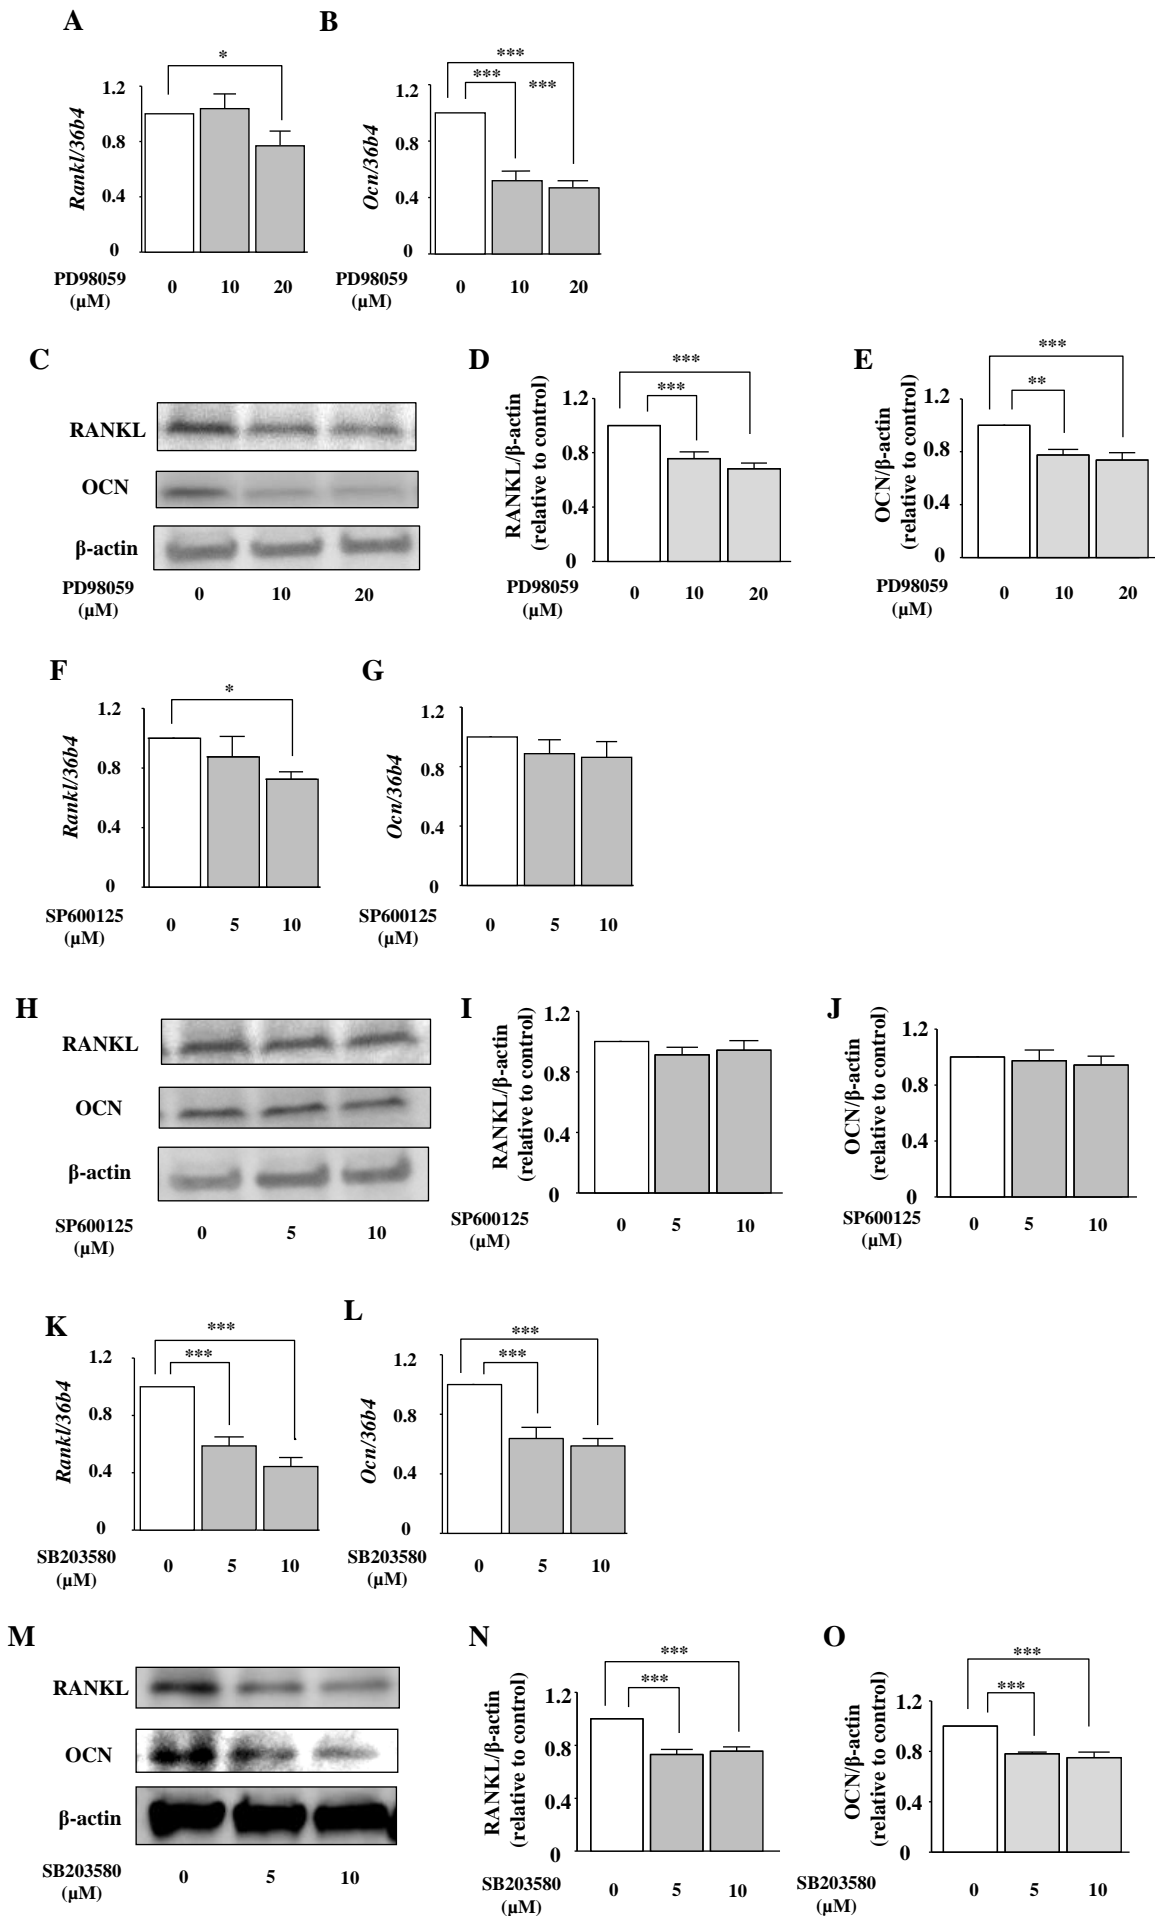 A
B
*
***
***
***
Rankl/36b4
1.2
0.8
0.4
0
Ocn/36b4
1.2
0.8
0.4
0
PD98059
(μM)
0 10 20
PD98059
(μM)
0 10 20
C
RANKL
OCN
β-actin
PD98059
(μM)
0 10 20
D
***
***
RANKL/β-actin
(relative to control)
1.2
0.8
0.4
0
PD98059
(μM)
0 10 20
E
***
**
OCN/β-actin
(relative to control)
1.2
0.8
0.4
0
PD98059
(μM)
0 10 20
F
*
Rankl/36b4
1.2
0.8
0.4
0
SP600125
(μM)
0 5 10
G
Ocn/36b4
1.2
0.8
0.4
0
SP600125
(μM)
0 5 10
H
RANKL
OCN
β-actin
SP600125
(μM)
0 5 10
I
RANKL/β-actin
(relative to control)
1.2
0.8
0.4
0
SP600125
(μM)
0 5 10
J
OCN/β-actin
(relative to control)
1.2
0.8
0.4
0
SP600125
(μM)
0 5 10
K
***
***
Rankl/36b4
1.2
0.8
0.4
0
SB203580
(μM)
0 5 10
L
***
***
Ocn/36b4
1.2
0.8
0.4
0
SB203580
(μM)
0 5 10
M
RANKL
OCN
β-actin
SB203580
(μM)
0 5 10
N
***
***
RANKL/β-actin
(relative to control)
1.2
0.8
0.4
0
SB203580
(μM)
0 5 10
O
***
***
OCN/β-actin
(relative to control)
1.2
0.8
0.4
0
SB203580
(μM)
0 5 10